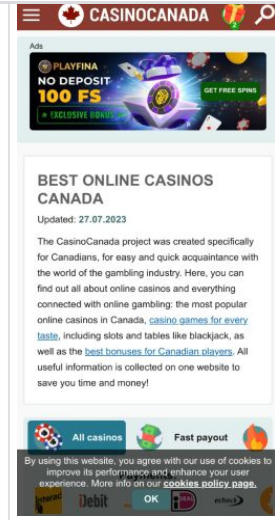 CASINOCANADA
Ads
PLAYFINA
NO DEPOSIT
100 FS
EXCLUSIVE BONUS
GET FREE SPINS
BEST ONLINE CASINOS
CANADA
Updated: 27.07.2023
The CasinoCanada project was created specifically
for Canadians, for easy and quick acquaintance with
the world of the gambling industry. Here, you can
find out all about online casinos and everything
connected with online gambling: the most popular
online casinos in Canada, casino games for every
taste, including slots and tables like blackjack, as
well as the best bonuses for Canadian players. All
useful information is collected on one website to
save you time and money!
All casinos
Fast payout
By using this website, you agree with our use of cookies to
improve its performance and enhance your user
experience. More info on our cookies policy page.
Payments:
Debit
OK
iDEAL